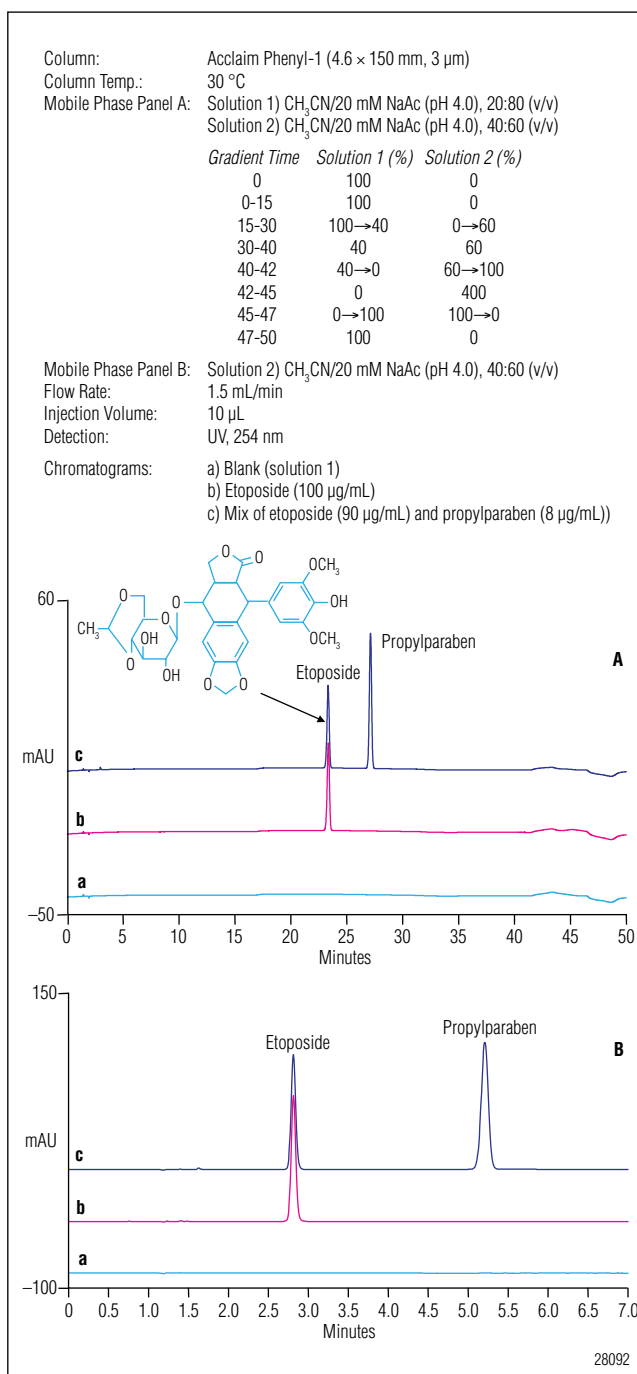 Column: Acclaim Phenyl-1 (4.6 × 150 mm, 3 µm)
Column Temp.: 30 °C
Mobile Phase Panel A: Solution 1) CH₃CN/20 mM NaAc (pH 4.0), 20:80 (v/v)
Solution 2) CH₃CN/20 mM NaAc (pH 4.0), 40:60 (v/v)
Gradient Time Solution 1 (%) Solution 2 (%)
0 100 0
0-15 100 0
15-30 100→40 0→60
30-40 40 60
40-42 40→0 60→100
42-45 0 400
45-47 0→100 100→0
47-50 100 0
Mobile Phase Panel B: Solution 2) CH₃CN/20 mM NaAc (pH 4.0), 40:60 (v/v)
Flow Rate: 1.5 mL/min
Injection Volume: 10 µL
Detection: UV, 254 nm
Chromatograms: a) Blank (solution 1)
b) Etoposide (100 µg/mL)
c) Mix of etoposide (90 µg/mL) and propylparaben (8 µg/mL))
O O
OCH₃
O O O OH
CH₃ OH O
O OCH₃
OH O O
60
Propylparaben
A
Etoposide
mAU c
b
a
–50
0 5 10 15 20 25 30 35 40 45 50
Minutes
150
Etoposide Propylparaben B
mAU
c
b
a
–100
0 0.5 1.0 1.5 2.0 2.5 3.0 3.5 4.0 4.5 5.0 5.5 6.0 6.5 7.0
Minutes
28092